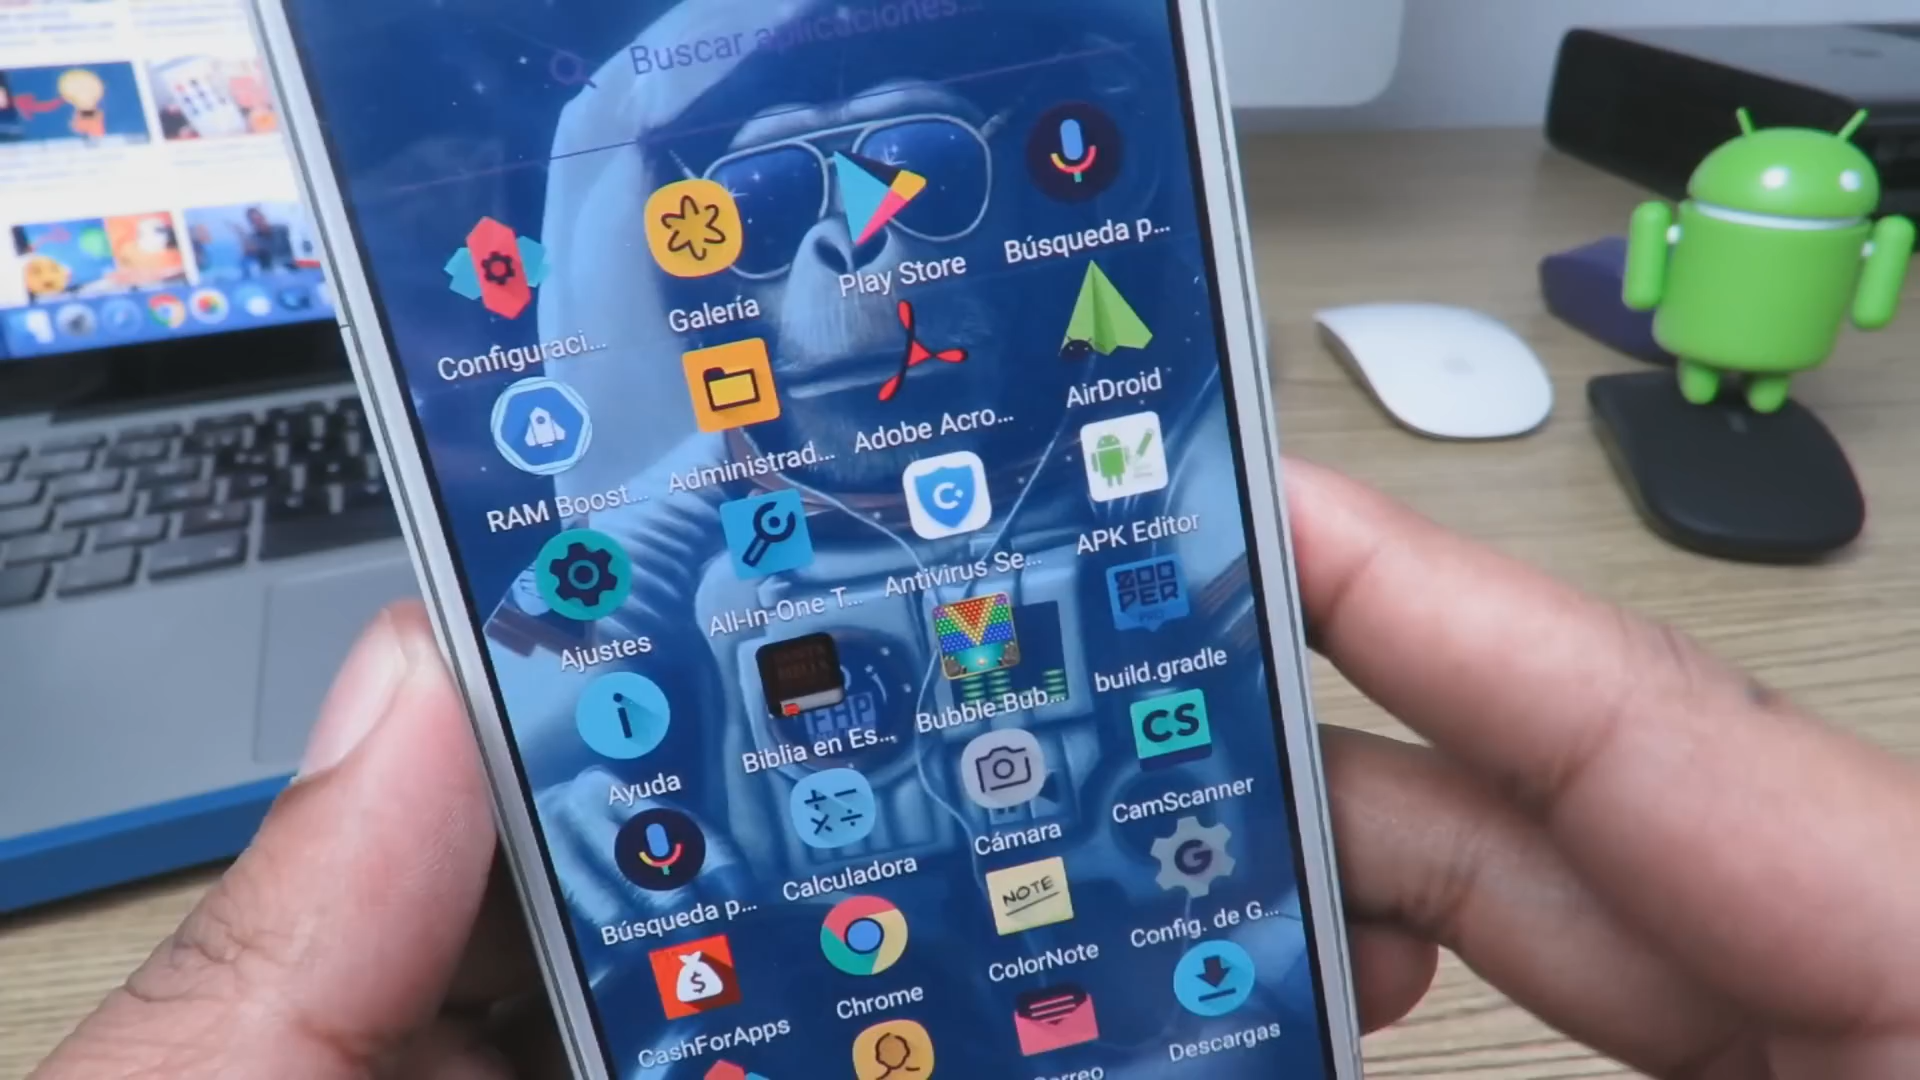 Buscar aplicaciones...
Configuraci...
Galería
Play Store
Búsqueda p...
RAM Boost...
Administrad...
Adobe Acro...
AirDroid
Ajustes
All-In-One T...
Antivirus Se...
APK Editor
Ayuda
Biblia en Es...
Bubble Bub...
build.gradle
CS
Búsqueda p...
Calculadora
Cámara
CamScanner
NOTE
G
$
CashForApps
Chrome
ColorNote
Config. de G...
Descargas